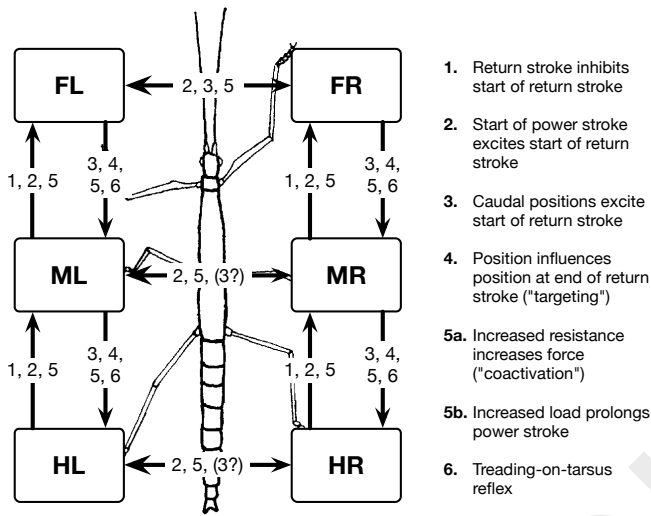 FL
2, 3, 5
FR
1, 2, 5
3, 4,
5, 6
1, 2, 5
3, 4,
5, 6
ML
2, 5, (3?)
MR
1, 2, 5
3, 4,
5, 6
1, 2, 5
3, 4,
5, 6
HL
2, 5, (3?)
HR
1. Return stroke inhibits
start of return stroke
2. Start of power stroke
excites start of return
stroke
3. Caudal positions excite
start of return stroke
4. Position influences
position at end of return
stroke ("targeting")
5a. Increased resistance
increases force
("coactivation")
5b. Increased load prolongs
power stroke
6. Treading-on-tarsus
reflex